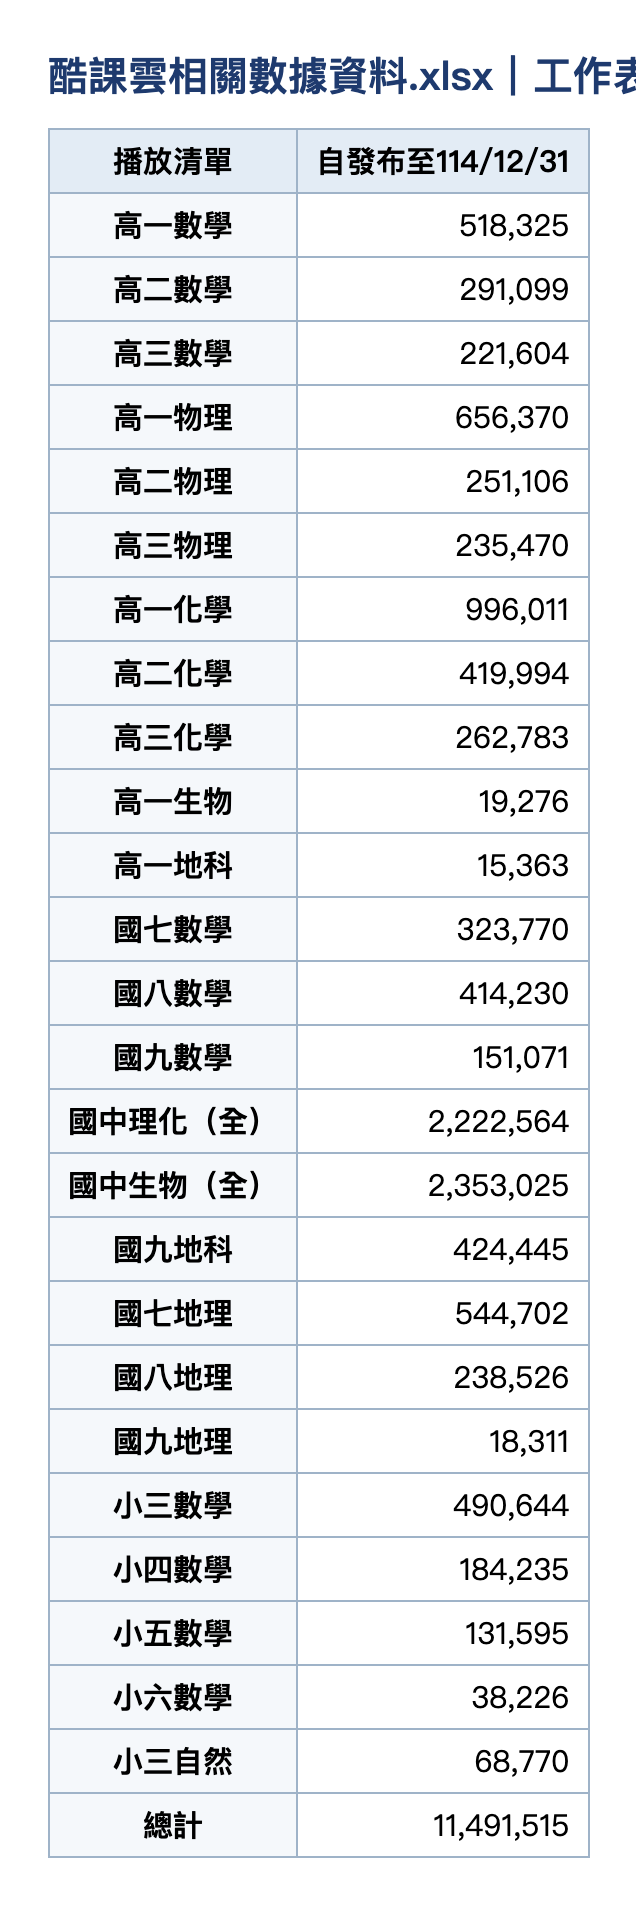 酷課雲相關數據資料.xlsx｜工作表
播放清單 自發布至114/12/31
高一數學 518,325
高二數學 291,099
高三數學 221,604
高一物理 656,370
高二物理 251,106
高三物理 235,470
高一化學 996,011
高二化學 419,994
高三化學 262,783
高一生物 19,276
高一地科 15,363
國七數學 323,770
國八數學 414,230
國九數學 151,071
國中理化（全） 2,222,564
國中生物（全） 2,353,025
國九地科 424,445
國七地理 544,702
國八地理 238,526
國九地理 18,311
小三數學 490,644
小四數學 184,235
小五數學 131,595
小六數學 38,226
小三自然 68,770
總計 11,491,515